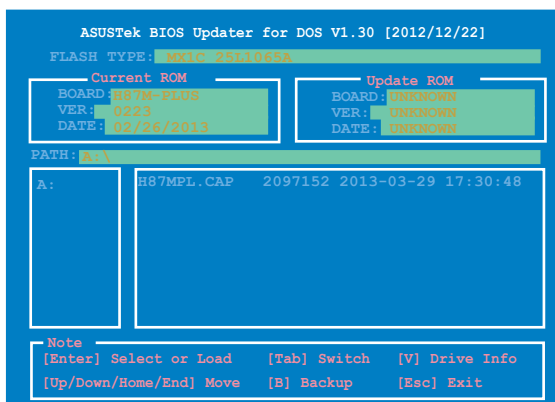 ASUSTek BIOS Updater for DOS V1.30 [2012/12/22]
FLASH TYPE: MX1C 25L1065A
Current ROM
BOARD: H87M-PLUS
VER: 0223
DATE: 02/26/2013
Update ROM
BOARD: UNKNOWN
VER: UNKNOWN
DATE: UNKNOWN
PATH: A:\
A:
H87MPL.CAP 2097152 2013-03-29 17:30:48
Note
[Enter] Select or Load [Tab] Switch [V] Drive Info
[Up/Down/Home/End] Move [B] Backup [Esc] Exit